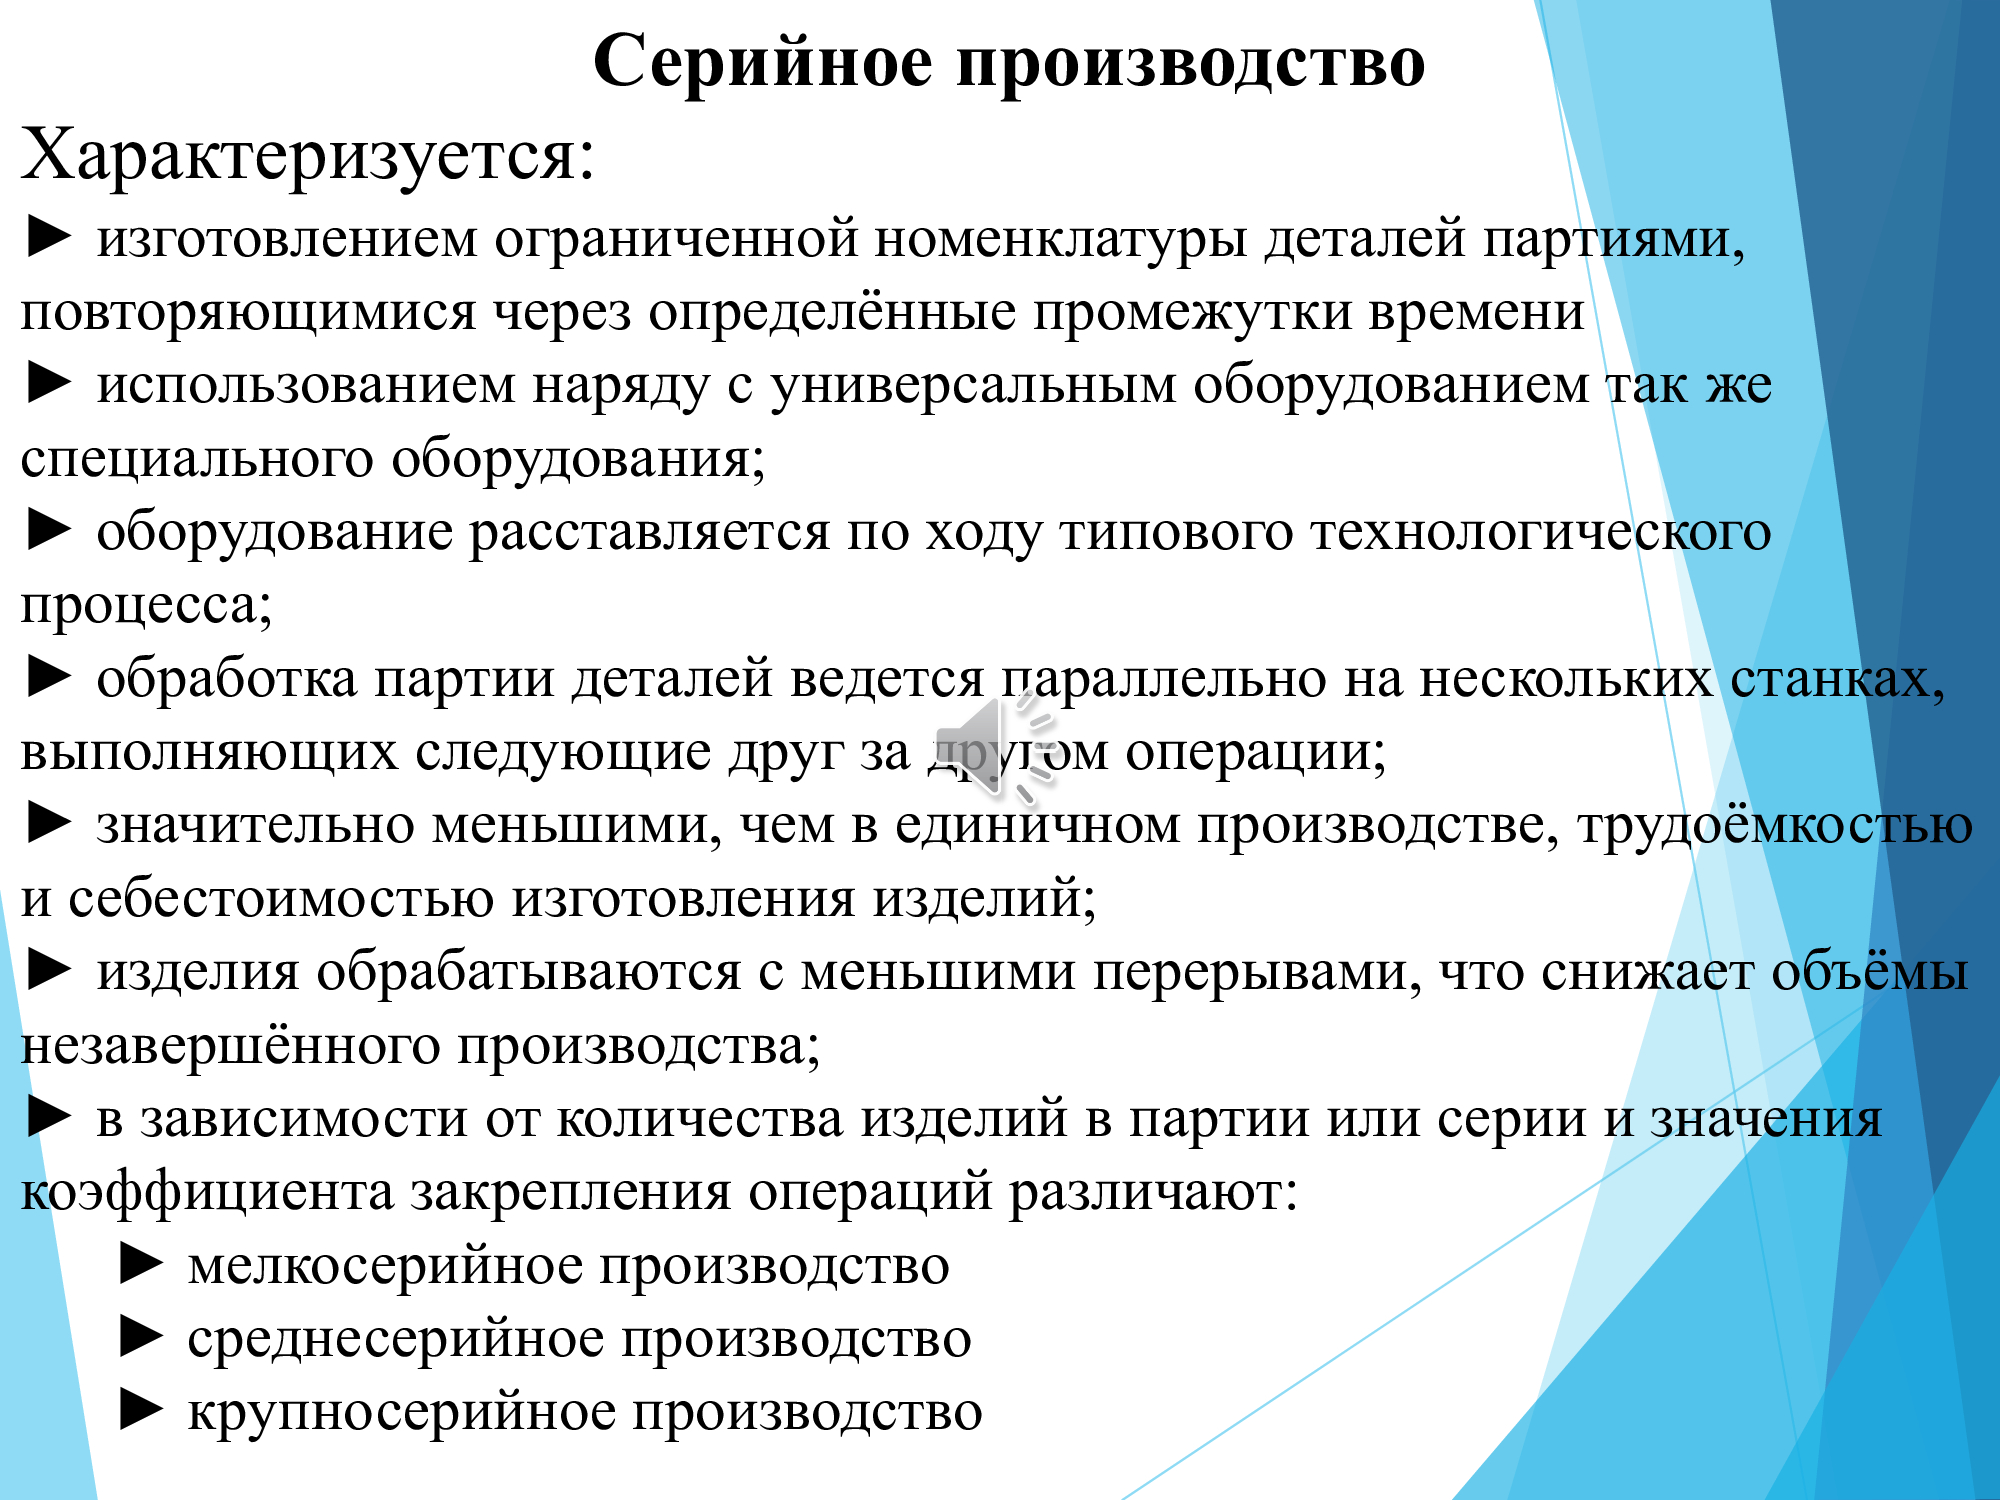 Серийное производство
Характеризуется:
► изготовлением ограниченной номенклатуры деталей партиями,
повторяющимися через определённые промежутки времени
► использованием наряду с универсальным оборудованием так же
специального оборудования;
► оборудование расставляется по ходу типового технологического
процесса;
► обработка партии деталей ведется параллельно на нескольких станках,
выполняющих следующие друг за другом операции;
► значительно меньшими, чем в единичном производстве, трудоёмкостью
и себестоимостью изготовления изделий;
► изделия обрабатываются с меньшими перерывами, что снижает объёмы
незавершённого производства;
► в зависимости от количества изделий в партии или серии и значения
коэффициента закрепления операций различают:
► мелкосерийное производство
► среднесерийное производство
► крупносерийное производство